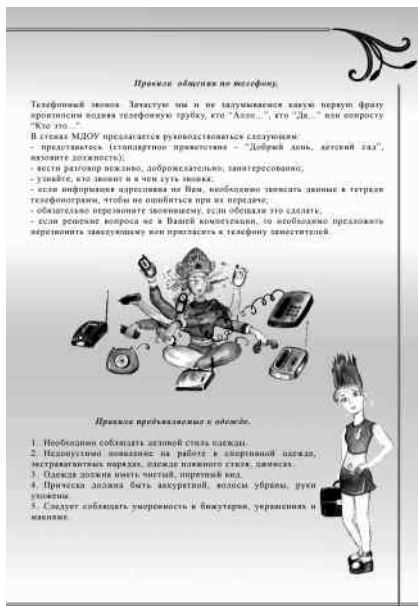 Правила общения по телефону.
Телефонный звонок. Зачастую мы и не задумываемся какую первую фразу
произносим подняв телефонную трубку, кто “Алле...”, кто “Да...” или попросту
“Кто это...”.
В стенах МДОУ предлагается руководствоваться следующим:
- представьтесь (стандартное приветствие - “Добрый день, детский сад”,
назовите должность);
- вести разговор вежливо, доброжелательно, заинтересованно;
- узнайте, кто звонит и в чем суть звонка;
- если информация адресована не Вам, необходимо записать данные в тетради
телефонограмм, чтобы не ошибиться при их передаче;
- обязательно перезвоните звонившему, если обещали это сделать;
- если решение вопроса не в Вашей компетенции, то необходимо предложить
перезвонить заведующему или пригласить к телефону заместителей.
Правила предъявляемые к одежде.
1. Необходимо соблюдать деловой стиль одежды.
2. Недопустимо появление на работе в спортивной одежде,
экстравагантных нарядах, одежде пляжного стиля, джинсах.
3. Одежда должна иметь чистый, опрятный вид.
4. Прическа должна быть аккуратной, волосы убраны, руки
ухожены.
5. Следует соблюдать умеренность в бижутерии, украшениях и
макияже.